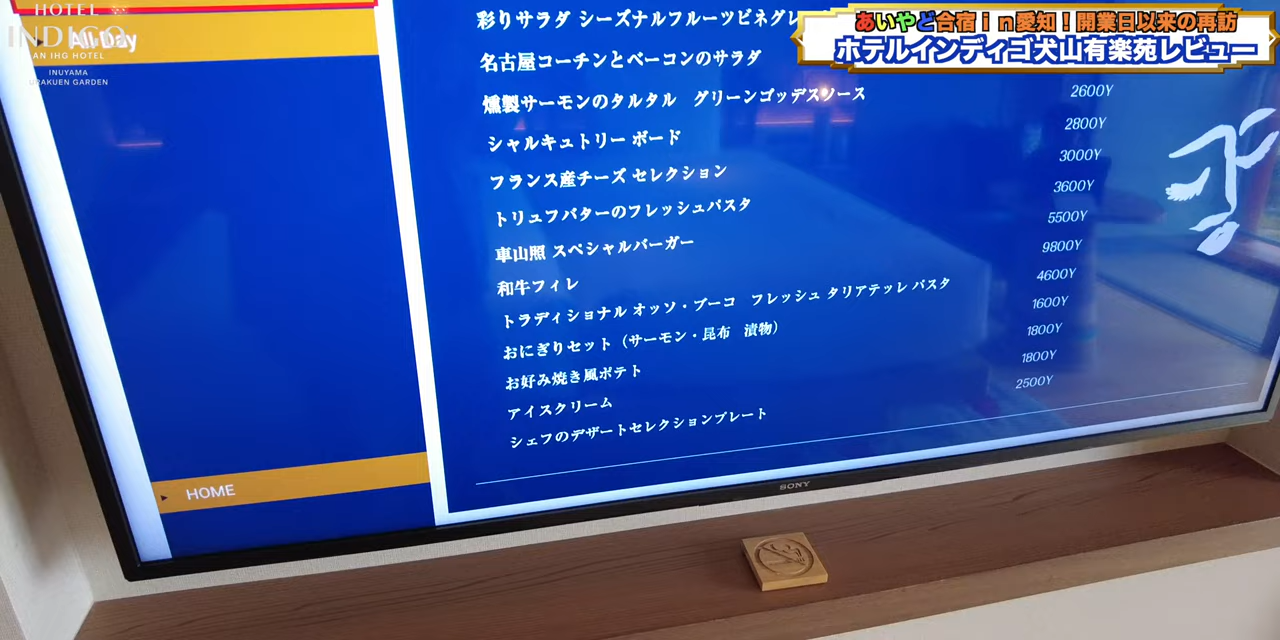 HOTEL
INDIGO
AN IHG HOTEL
INUYAMA
URAKUEN GARDEN
All Day
あいやど合宿in愛知!開業日以来の再訪
ホテルインディゴ犬山有楽苑レビュー
彩りサラダ シーズナルフルーツビネグレ
名古屋コーチンとベーコンのサラダ
燻製サーモンのタルタル グリーンゴッデスソース 2600Y
シャルキュトリー ボード 2800Y
フランス産チーズ セレクション 3000Y
トリュフバターのフレッシュパスタ 3600Y
車山照 スペシャルバーガー 5500Y
和牛フィレ 9800Y
トラディショナル オッソ・ブーコ フレッシュ タリアテッレ パスタ 4600Y
おにぎりセット（サーモン・昆布 漬物） 1600Y
お好み焼き風ポテト 1800Y
アイスクリーム 1800Y
シェフのデザートセレクションプレート 2500Y
HOME
SONY